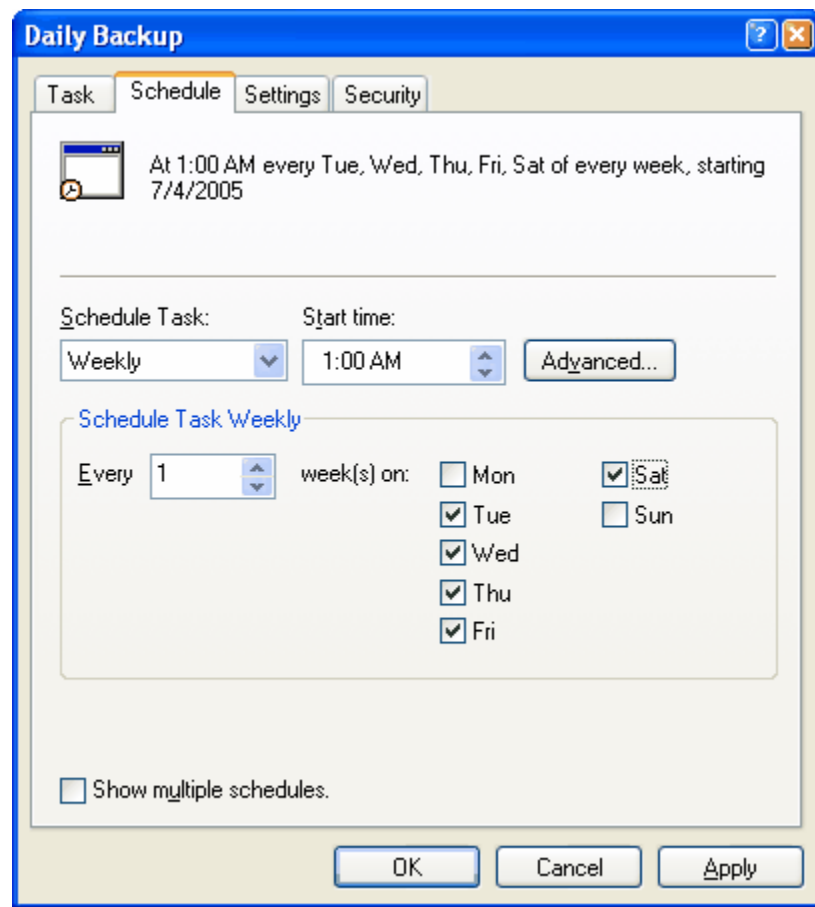 Daily Backup
Task Schedule Settings Security
At 1:00 AM every Tue, Wed, Thu, Fri, Sat of every week, starting
7/4/2005
Schedule Task: Start time:
Weekly 1:00 AM Advanced...
Schedule Task Weekly
Every 1 week(s) on: Mon Sat
Tue Sun
Wed
Thu
Fri
Show multiple schedules.
OK Cancel Apply